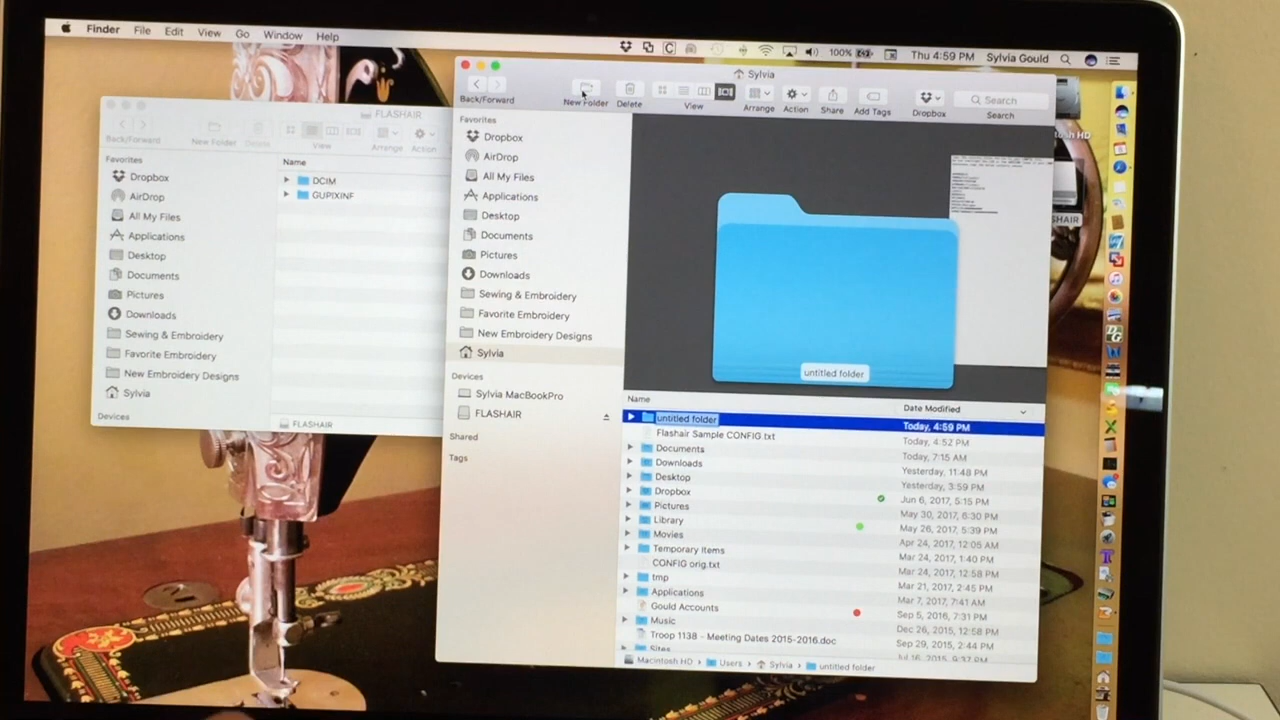 Finder File Edit View Go Window Help
100% Thu 4:59 PM Sylvia Gould
FLASHAIR
Back/Forward New Folder Delete View Arrange Action
Favorites
Dropbox
AirDrop
All My Files
Applications
Desktop
Documents
Pictures
Downloads
Sewing & Embroidery
Favorite Embroidery
New Embroidery Designs
Sylvia
Devices
Name
DCIM
GUPIXINF
FLASHAIR
Sylvia
Back/Forward New Folder Delete View Arrange Action Share Add Tags Dropbox Search
Search
Favorites
Dropbox
AirDrop
All My Files
Applications
Desktop
Documents
Pictures
Downloads
Sewing & Embroidery
Favorite Embroidery
New Embroidery Designs
Sylvia
Devices
Sylvia MacBookPro
FLASHAIR
Shared
Tags
untitled folder
Name Date Modified
untitled folder Today, 4:59 PM
Flashair Sample CONFIG.txt Today, 4:52 PM
Documents Today, 7:15 AM
Downloads Yesterday, 11:48 PM
Desktop Yesterday, 3:59 PM
Dropbox Jun 6, 2017, 5:15 PM
Pictures May 30, 2017, 6:30 PM
Library May 26, 2017, 5:39 PM
Movies Apr 24, 2017, 12:05 AM
Temporary Items Mar 24, 2017, 1:40 PM
CONFIG orig.txt Mar 24, 2017, 12:58 PM
tmp Mar 21, 2017, 2:45 PM
Applications Mar 7, 2017, 7:41 AM
Gould Accounts Sep 5, 2016, 7:31 PM
Music Dec 26, 2015, 12:58 PM
Troop 1138 - Meeting Dates 2015-2016.doc Sep 29, 2015, 2:44 PM
Sites Jul 16, 2015, 9:37 PM
Macintosh HD › Users › Sylvia › untitled folder
osh HD
SHAIR